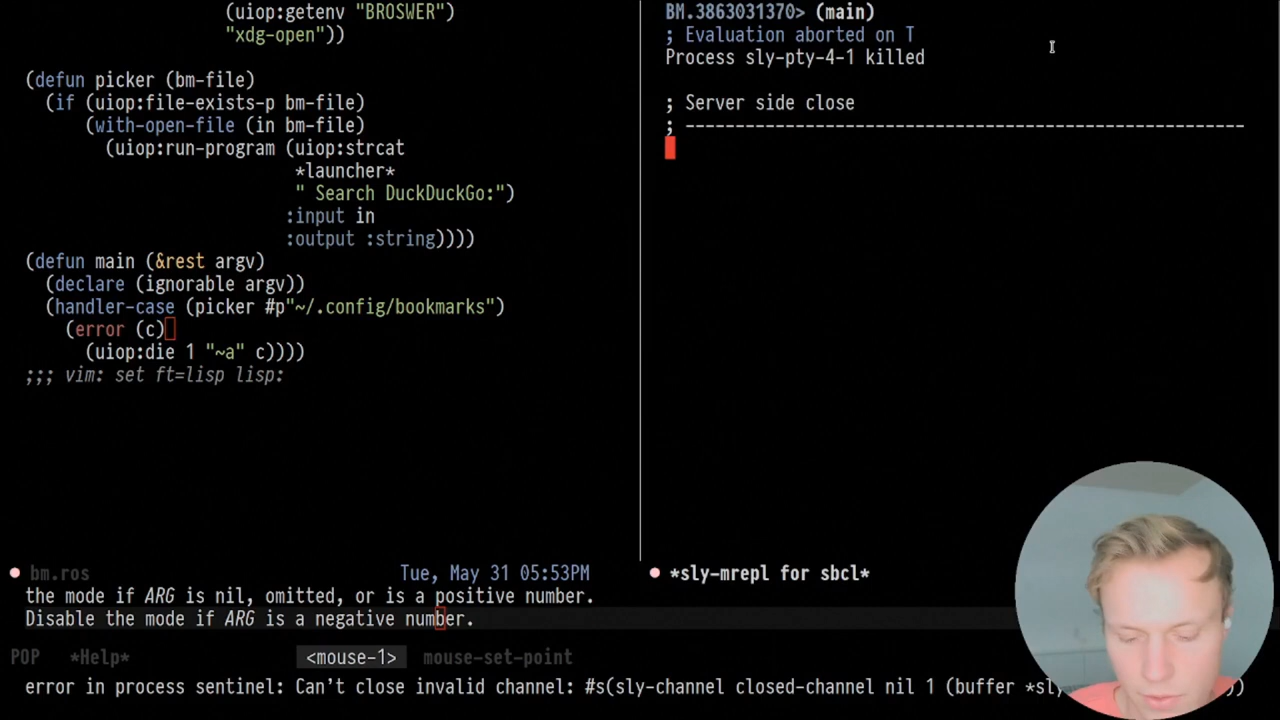 (uiop:getenv "BROSWER")
"xdg-open"))
(defun picker (bm-file)
(if (uiop:file-exists-p bm-file)
(with-open-file (in bm-file)
(uiop:run-program (uiop:strcat
*launcher*
" Search DuckDuckGo:")
:input in
:output :string))))
(defun main (&rest argv)
(declare (ignorable argv))
(handler-case (picker #p"~/.config/bookmarks")
(error (c)
(uiop:die 1 "~a" c))))
;;; vim: set ft=lisp lisp:
bm.ros Tue, May 31 05:53PM
BM.3863031370> (main)
; Evaluation aborted on T
Process sly-pty-4-1 killed
; Server side close
; --------------------------------------------------------
*sly-mrepl for sbcl*
the mode if ARG is nil, omitted, or is a positive number.
Disable the mode if ARG is a negative number.
POP *Help* <mouse-1> mouse-set-point
error in process sentinel: Can't close invalid channel: #s(sly-channel closed-channel nil 1 (buffer *sly